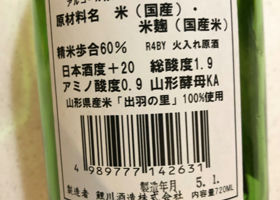 原材料名 米（国産）・
米麹（国産米）
精米歩合60% R4BY 火入れ原酒
日本酒度+20 総酸度1.9
アミノ酸度0.9 山形酵母KA
山形県産米「出羽の里」100%使用
4989777142631
製造年月 5.1.
製造者 鯉川酒造株式会社
内容量720ML